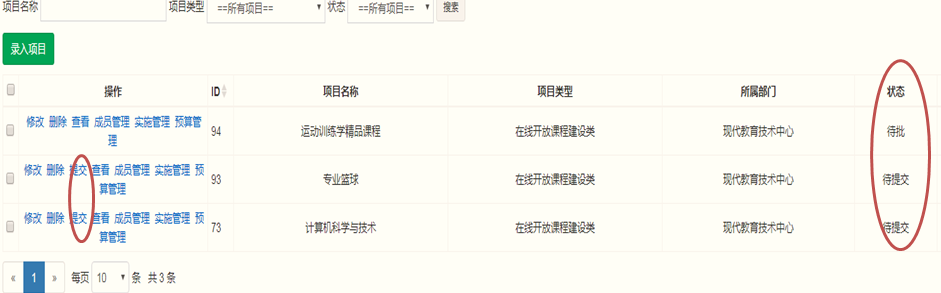 项目名称 项目类型 ==所有项目== 状态 ==所有项目== 搜素
录入项目
操作 ID 项目名称 项目类型 所属部门 状态
修改 删除 查看 成员管理 实施管理 预算管
理
94 运动训练学精品课程 在线开放课程建设类 现代教育技术中心 待批
修改 删除 提交 查看 成员管理 实施管理 预
算管理
93 专业篮球 在线开放课程建设类 现代教育技术中心 待提交
修改 删除 提交 查看 成员管理 实施管理 预
算管理
73 计算机科学与技术 在线开放课程建设类 现代教育技术中心 待提交
« 1 » 每页 10 条 共 3 条